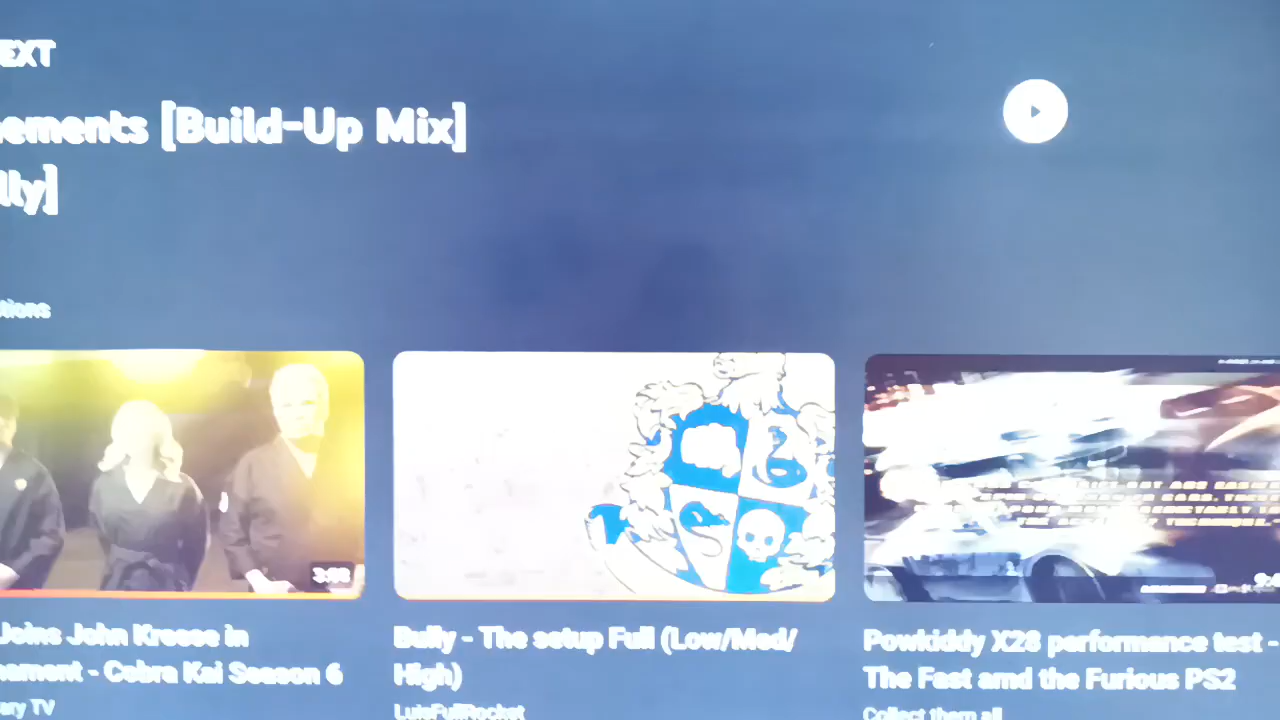 EXT
ements [Build-Up Mix]
lly]
tions
3:
Joins John Kreese in
nament - Cobra Kai Season 6
ary TV
Bully - The setup Full (Low/Med/
High)
LuisFullRocket
Powkiddy X28 performance test -
The Fast amd the Furious PS2
Collect them all